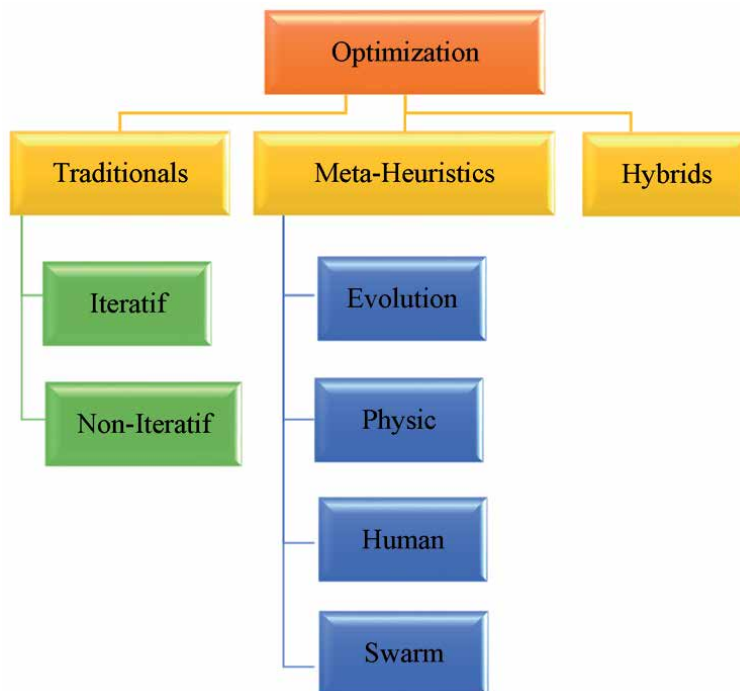 Optimization
Traditionals
Meta-Heuristics
Hybrids
Iteratif
Non-Iteratif
Evolution
Physic
Human
Swarm